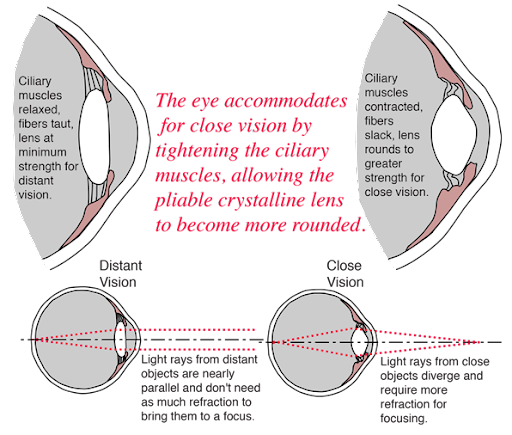 Ciliary
muscles
relaxed,
fibers taut,
lens at
minimum
strength for
distant
vision.
The eye accommodates
for close vision by
tightening the ciliary
muscles, allowing the
pliable crystalline lens
to become more rounded.
Ciliary
muscles
contracted,
fibers
slack, lens
rounds to
greater
strength for
close vision.
Distant
Vision
Light rays from distant
objects are nearly
parallel and don't need
as much refraction to
bring them to a focus.
Close
Vision
Light rays from close
objects diverge and
require more
refraction for
focusing.